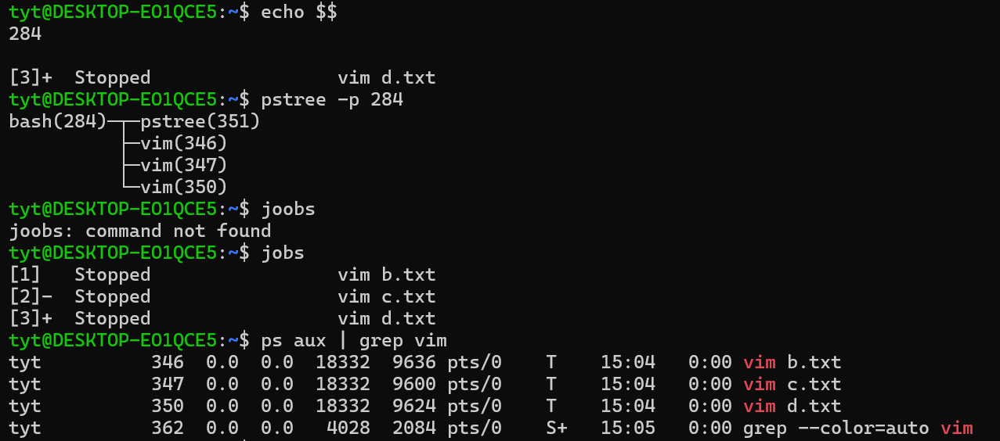 tyt@DESKTOP-EO1QCE5:~$ echo $$
284

[3]+  Stopped                 vim d.txt
tyt@DESKTOP-EO1QCE5:~$ pstree -p 284
bash(284)─┬─pstree(351)
          ├─vim(346)
          ├─vim(347)
          └─vim(350)
tyt@DESKTOP-EO1QCE5:~$ joobs
joobs: command not found
tyt@DESKTOP-EO1QCE5:~$ jobs
[1]   Stopped                 vim b.txt
[2]-  Stopped                 vim c.txt
[3]+  Stopped                 vim d.txt
tyt@DESKTOP-EO1QCE5:~$ ps aux | grep vim
tyt          346  0.0  0.0  18332  9636 pts/0    T    15:04   0:00 vim b.txt
tyt          347  0.0  0.0  18332  9600 pts/0    T    15:04   0:00 vim c.txt
tyt          350  0.0  0.0  18332  9624 pts/0    T    15:04   0:00 vim d.txt
tyt          362  0.0  0.0   4028  2084 pts/0    S+   15:05   0:00 grep --color=auto vim